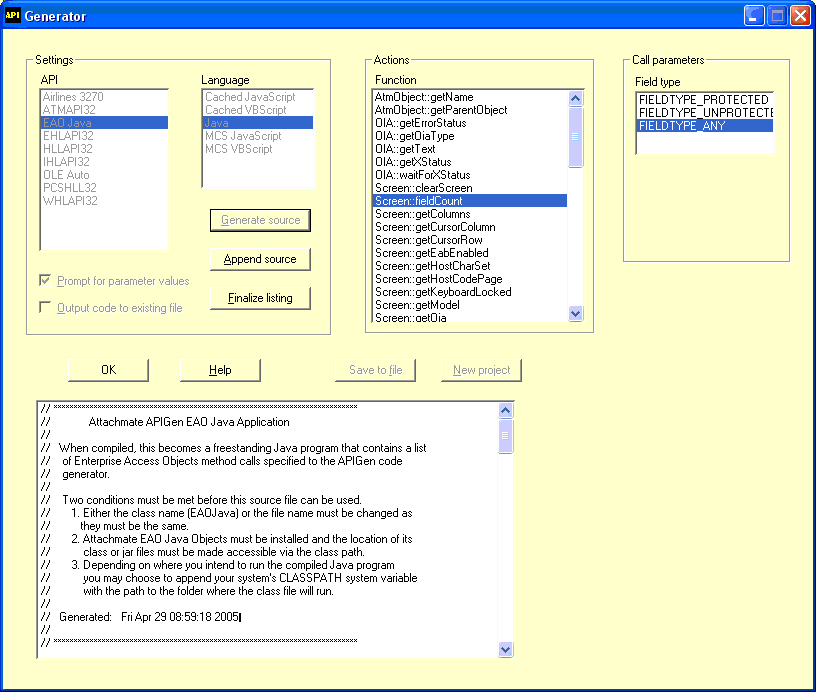 API Generator
Settings
API
Airlines 3270
ATMAPI32
EAO Java
EHLAPI32
HLLAPI32
IHLAPI32
OLE Auto
PCSHLL32
WHLAPI32
Language
Cached JavaScript
Cached VBScript
Java
MCS JavaScript
MCS VBScript
Generate source
Append source
Finalize listing
Prompt for parameter values
Output code to existing file
Actions
Function
AtmObject::getName
AtmObject::getParentObject
OIA::getErrorStatus
OIA::getOiaType
OIA::getText
OIA::getXStatus
OIA::waitForXStatus
Screen::clearScreen
Screen::fieldCount
Screen::getColumns
Screen::getCursorColumn
Screen::getCursorRow
Screen::getEabEnabled
Screen::getHostCharSet
Screen::getHostCodePage
Screen::getKeyboardLocked
Screen::getModel
Screen::getOia
Call parameters
Field type
FIELDTYPE_PROTECTED
FIELDTYPE_UNPROTECTE
FIELDTYPE_ANY
OK
Help
Save to file
New project
// ****************************************************************************
// Attachmate APIGen EAO Java Application
//
// When compiled, this becomes a freestanding Java program that contains a list
// of Enterprise Access Objects method calls specified to the APIGen code
// generator.
//
// Two conditions must be met before this source file can be used.
// 1. Either the class name (EAOJava) or the file name must be changed as
// they must be the same.
// 2. Attachmate EAO Java Objects must be installed and the location of its
// class or jar files must be made accessible via the class path.
// 3. Depending on where you intend to run the compiled Java program
// you may choose to append your system's CLASSPATH system variable
// with the path to the folder where the class file will run.
//
// Generated: Fri Apr 29 08:59:18 2005
//
// ****************************************************************************